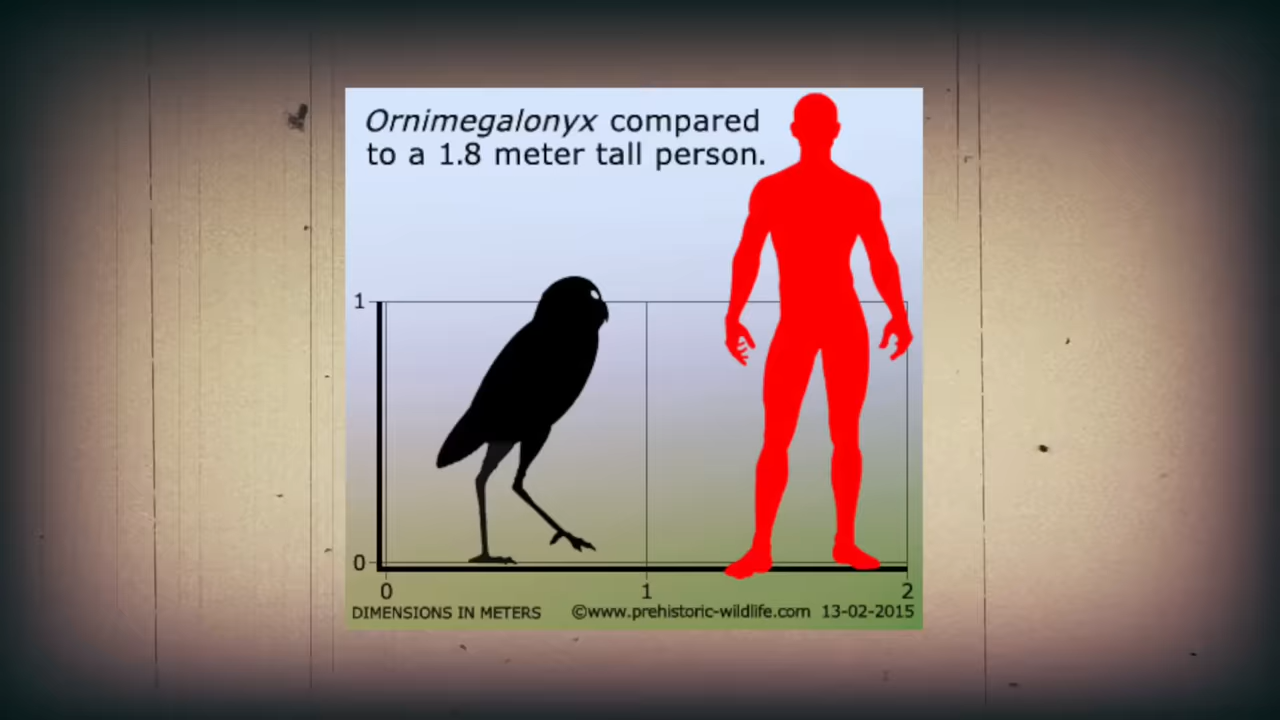 Ornimegalonyx compared
to a 1.8 meter tall person.
1
0
0 1 2
DIMENSIONS IN METERS ©www.prehistoric-wildlife.com 13-02-2015